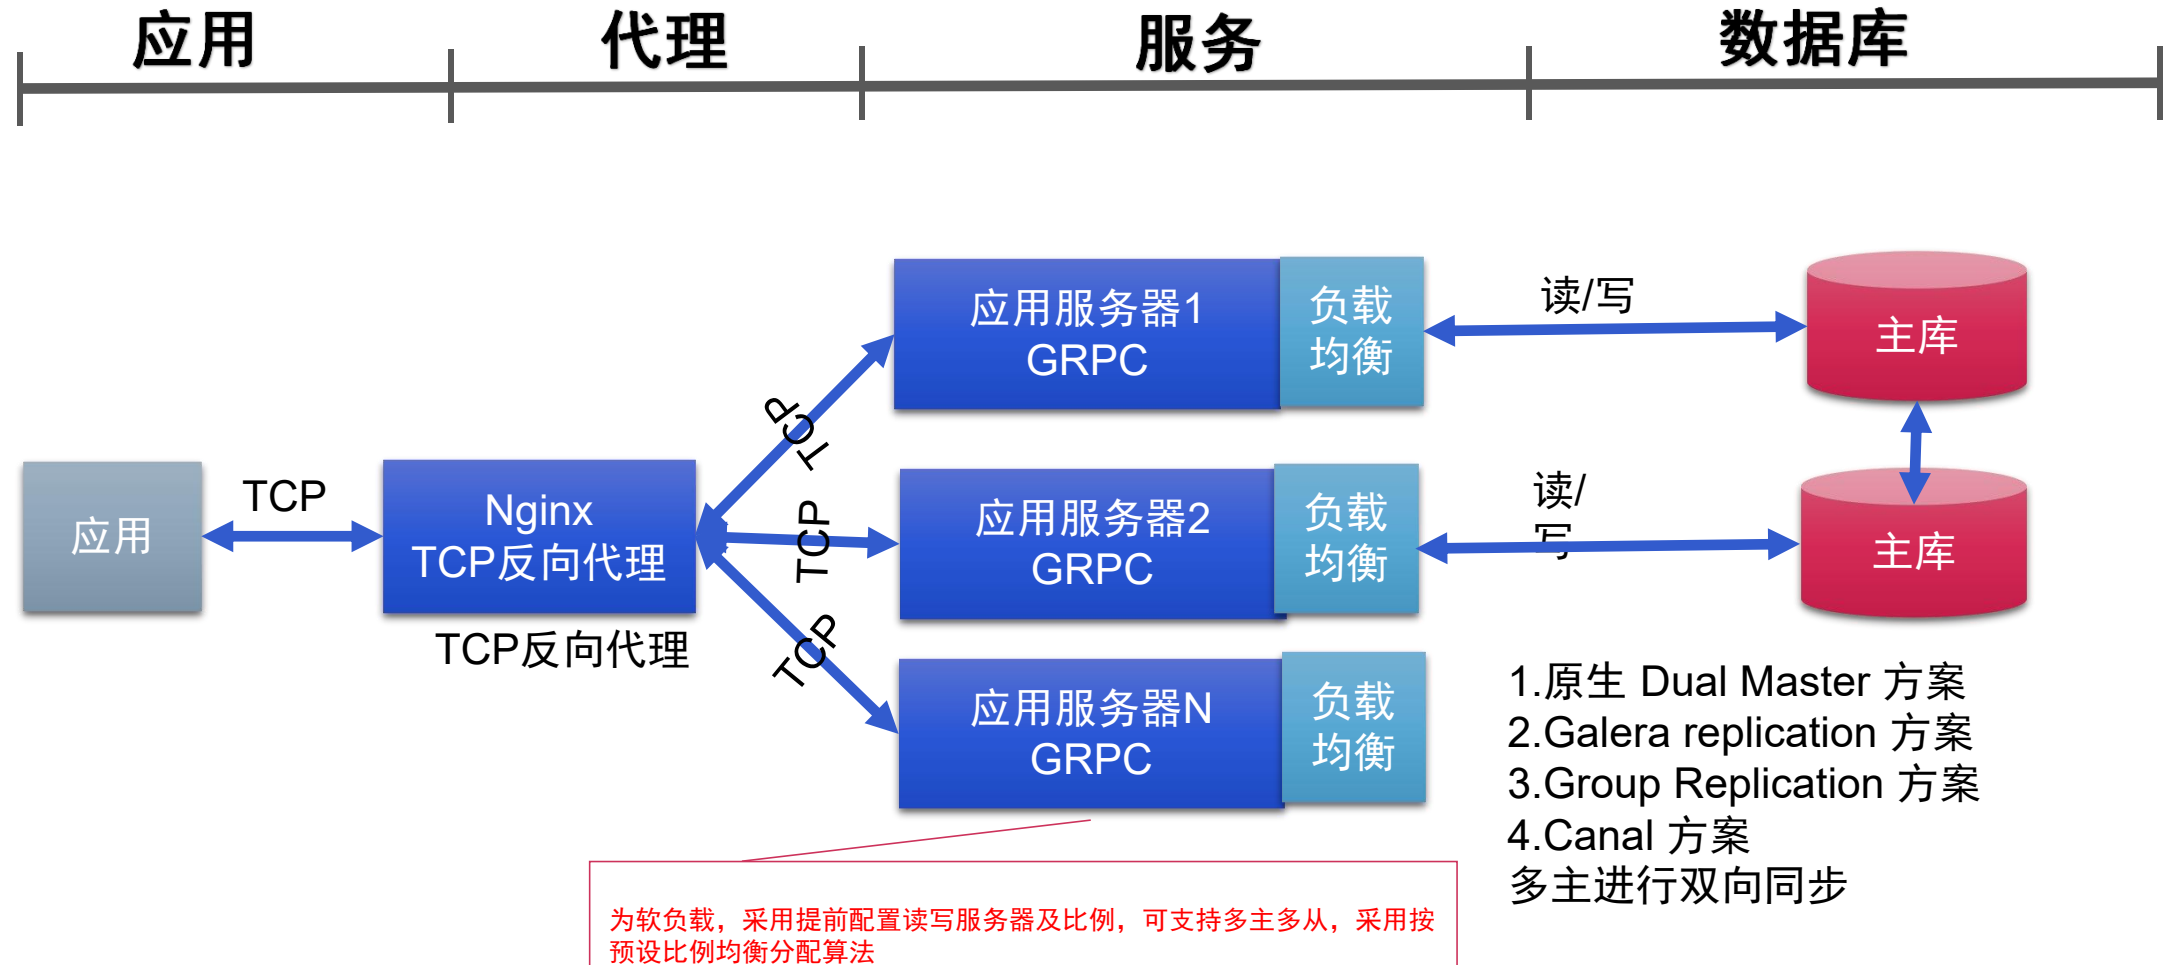 应用
代理
服务
数据库
应用
TCP
Nginx
TCP反向代理
TCP反向代理
TCP
TCP
TCP
应用服务器1
GRPC
负载
均衡
应用服务器2
GRPC
负载
均衡
应用服务器N
GRPC
负载
均衡
读/写
读/
写
主库
主库
1.原生 Dual Master 方案
2.Galera replication 方案
3.Group Replication 方案
4.Canal 方案
多主进行双向同步
为软负载，采用提前配置读写服务器及比例，可支持多主多从，采用按
预设比例均衡分配算法